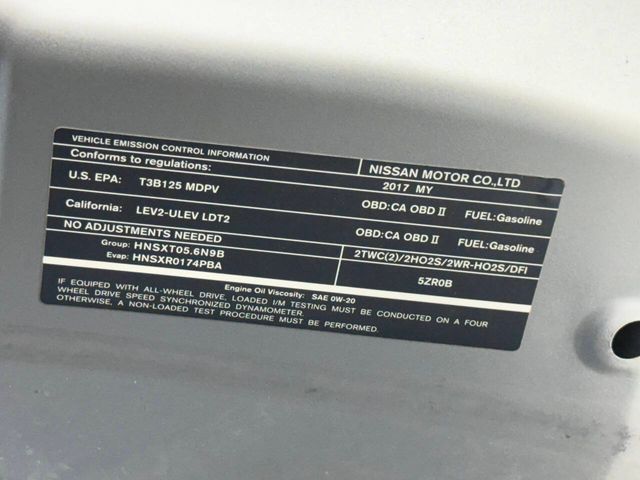 VEHICLE EMISSION CONTROL INFORMATION
Conforms to regulations:
NISSAN MOTOR CO.,LTD
2017 MY
U.S. EPA: T3B125 MDPV
OBD:CA OBD II FUEL:Gasoline
California: LEV2-ULEV LDT2
OBD:CA OBD II FUEL:Gasoline
NO ADJUSTMENTS NEEDED
Group: HNSXT05.6N9B
Evap: HNSXR0174PBA
2TWC(2)/2HO2S/2WR-HO2S/DFI
5ZR0B
Engine Oil Viscosity: SAE 0W-20
IF EQUIPED WITH ALL-WHEEL DRIVE, LOADED I/M TESTING MUST BE CONDUCTED ON A FOUR
WHEEL DRIVE SPEED SYNCHRONIZED DYNAMOMETER.
OTHERWISE, A NON-LOADED TEST PROCEDURE MUST BE PERFORMED.